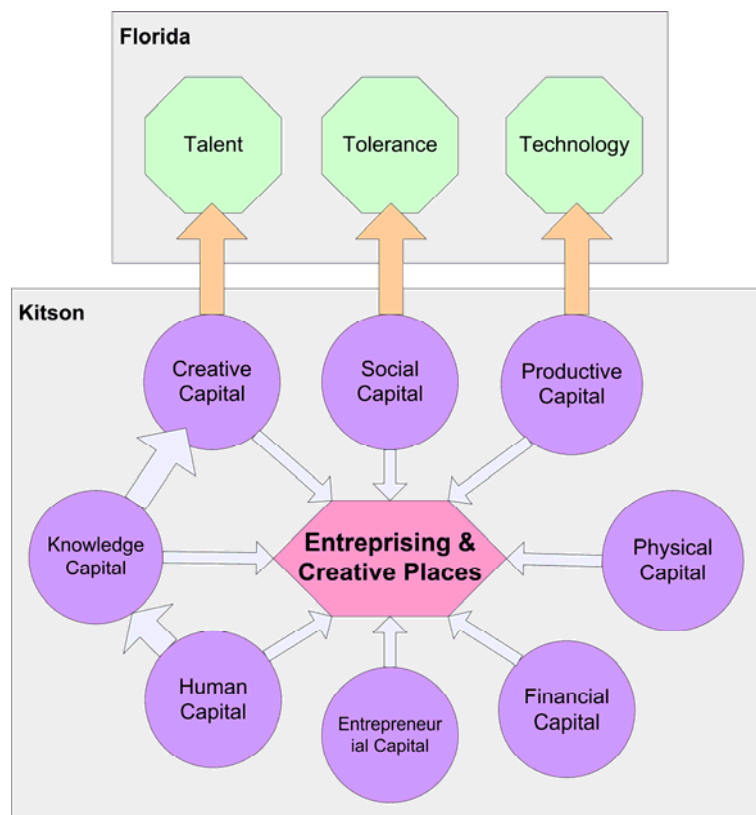 Florida
Talent
Tolerance
Technology
Kitson
Creative
Capital
Social
Capital
Productive
Capital
Knowledge
Capital
Entreprising &
Creative Places
Physical
Capital
Human
Capital
Entrepreneur
ial Capital
Financial
Capital